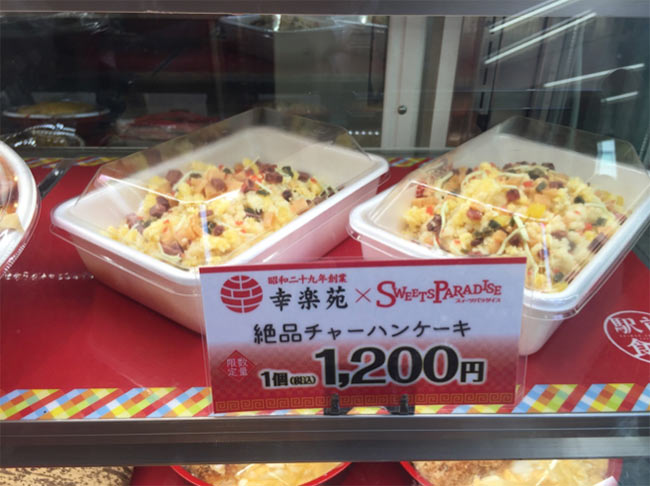 昭和二十九年創業
幸楽苑×SWEETS PARADISE
スイーツパラダイス
絶品チャーハンケーキ
数量限定
1個(税込)1,200円